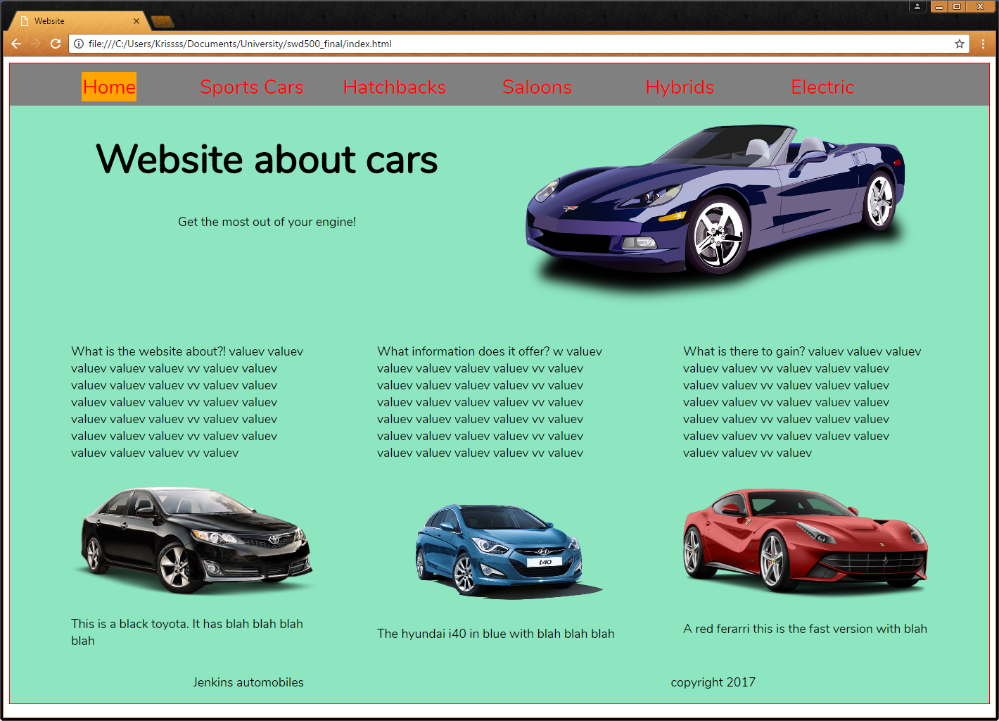 Website
file:///C:/Users/Krissss/Documents/University/swd500_final/index.html
Home Sports Cars Hatchbacks Saloons Hybrids Electric
Website about cars
Get the most out of your engine!
What is the website about?! valuev valuev
valuev valuev valuev vv valuev valuev
valuev valuev valuev vv valuev valuev
valuev valuev valuev vv valuev valuev
valuev valuev valuev vv valuev valuev
valuev valuev valuev vv valuev valuev
valuev valuev valuev vv valuev
What information does it offer? w valuev
valuev valuev valuev valuev vv valuev
valuev valuev valuev valuev vv valuev
valuev valuev valuev valuev vv valuev
valuev valuev valuev valuev vv valuev
valuev valuev valuev valuev vv valuev
valuev valuev valuev valuev vv valuev
What is there to gain? valuev valuev valuev
valuev valuev vv valuev valuev valuev
valuev valuev vv valuev valuev valuev
valuev valuev vv valuev valuev valuev
valuev valuev vv valuev valuev valuev
valuev valuev vv valuev valuev valuev
valuev valuev vv valuev
i40
This is a black toyota. It has blah blah blah
blah
The hyundai i40 in blue with blah blah blah
A red ferarri this is the fast version with blah
Jenkins automobiles
copyright 2017